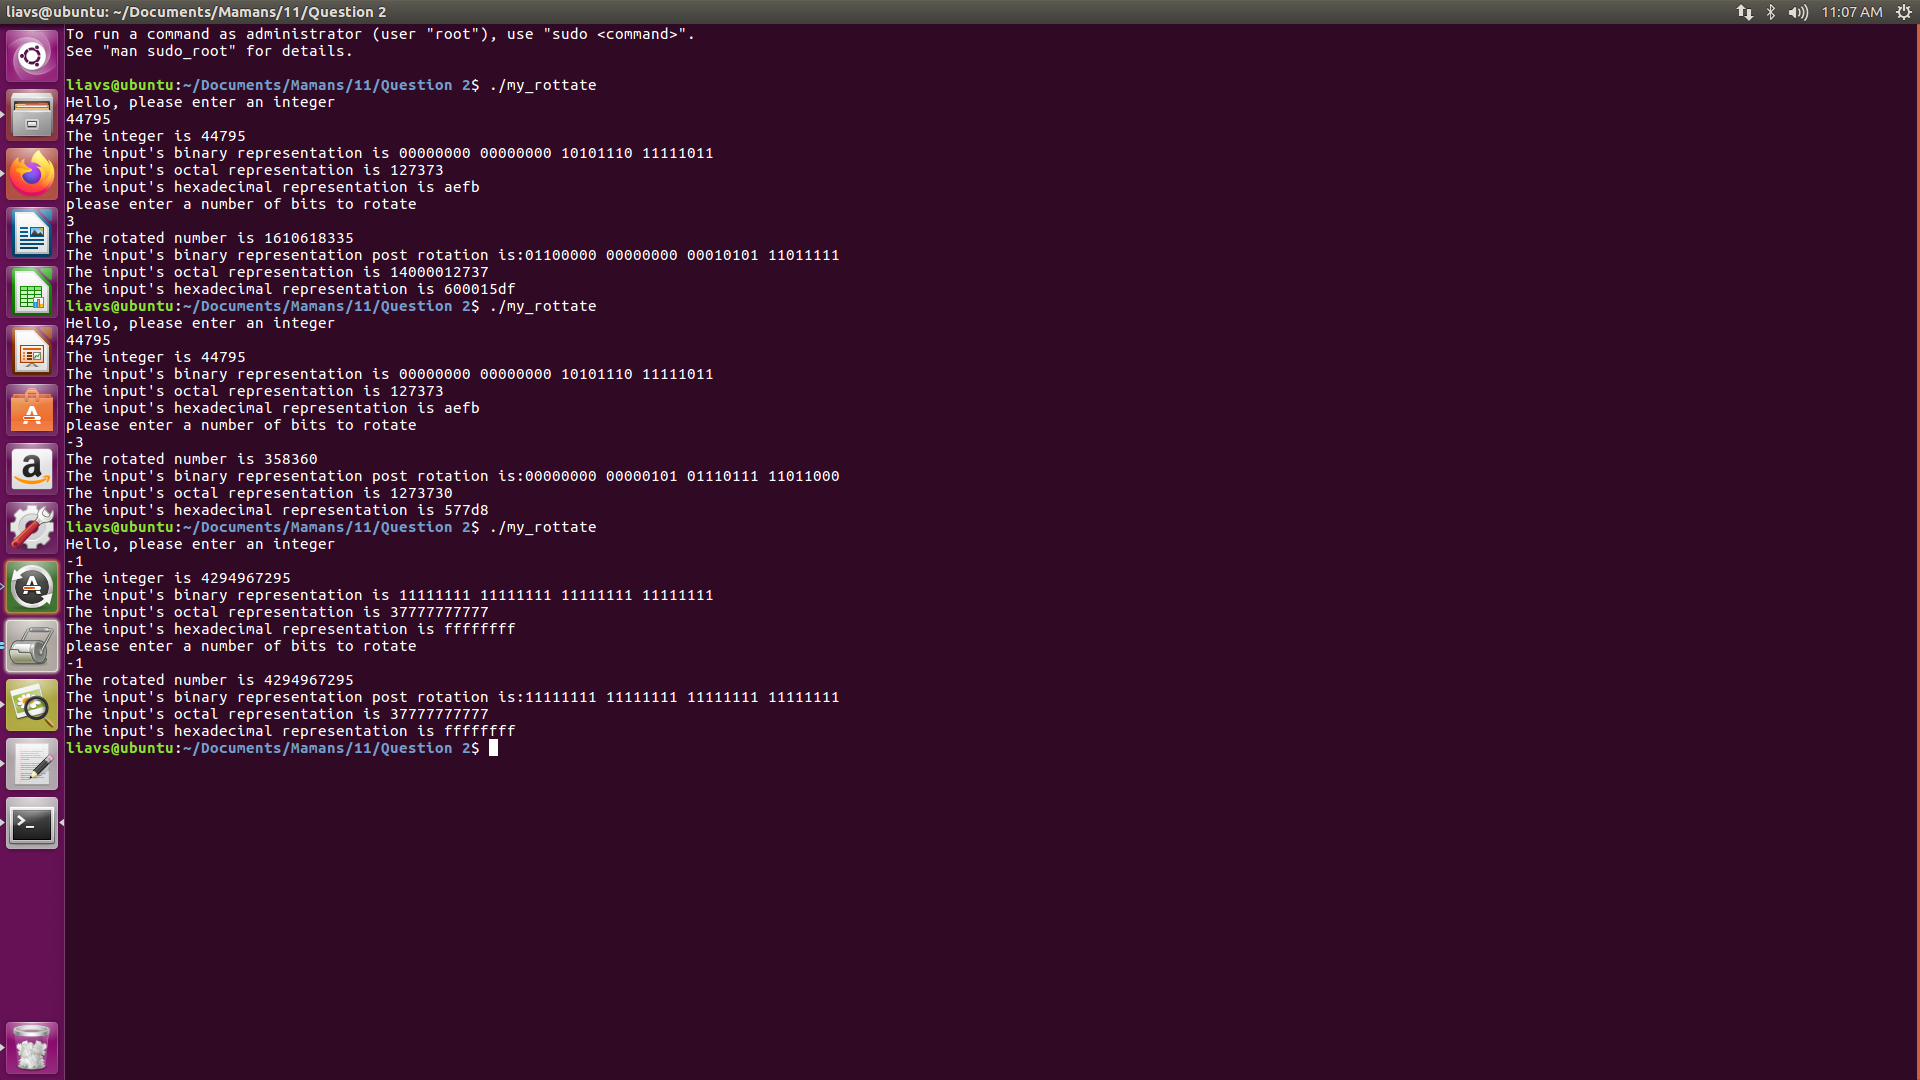 liavs@ubuntu: ~/Documents/Mamans/11/Question 2
11:07 AM
To run a command as administrator (user "root"), use "sudo <command>".
See "man sudo_root" for details.
liavs@ubuntu:~/Documents/Mamans/11/Question 2$ ./my_rottate
Hello, please enter an integer
44795
The integer is 44795
The input's binary representation is 00000000 00000000 10101110 11111011
The input's octal representation is 127373
The input's hexadecimal representation is aefb
please enter a number of bits to rotate
3
The rotated number is 1610618335
The input's binary representation post rotation is:01100000 00000000 00010101 11011111
The input's octal representation is 14000012737
The input's hexadecimal representation is 600015df
liavs@ubuntu:~/Documents/Mamans/11/Question 2$ ./my_rottate
Hello, please enter an integer
44795
The integer is 44795
The input's binary representation is 00000000 00000000 10101110 11111011
The input's octal representation is 127373
The input's hexadecimal representation is aefb
please enter a number of bits to rotate
-3
The rotated number is 358360
The input's binary representation post rotation is:00000000 00000101 01110111 11011000
The input's octal representation is 1273730
The input's hexadecimal representation is 577d8
liavs@ubuntu:~/Documents/Mamans/11/Question 2$ ./my_rottate
Hello, please enter an integer
-1
The integer is 4294967295
The input's binary representation is 11111111 11111111 11111111 11111111
The input's octal representation is 37777777777
The input's hexadecimal representation is ffffffff
please enter a number of bits to rotate
-1
The rotated number is 4294967295
The input's binary representation post rotation is:11111111 11111111 11111111 11111111
The input's octal representation is 37777777777
The input's hexadecimal representation is ffffffff
liavs@ubuntu:~/Documents/Mamans/11/Question 2$